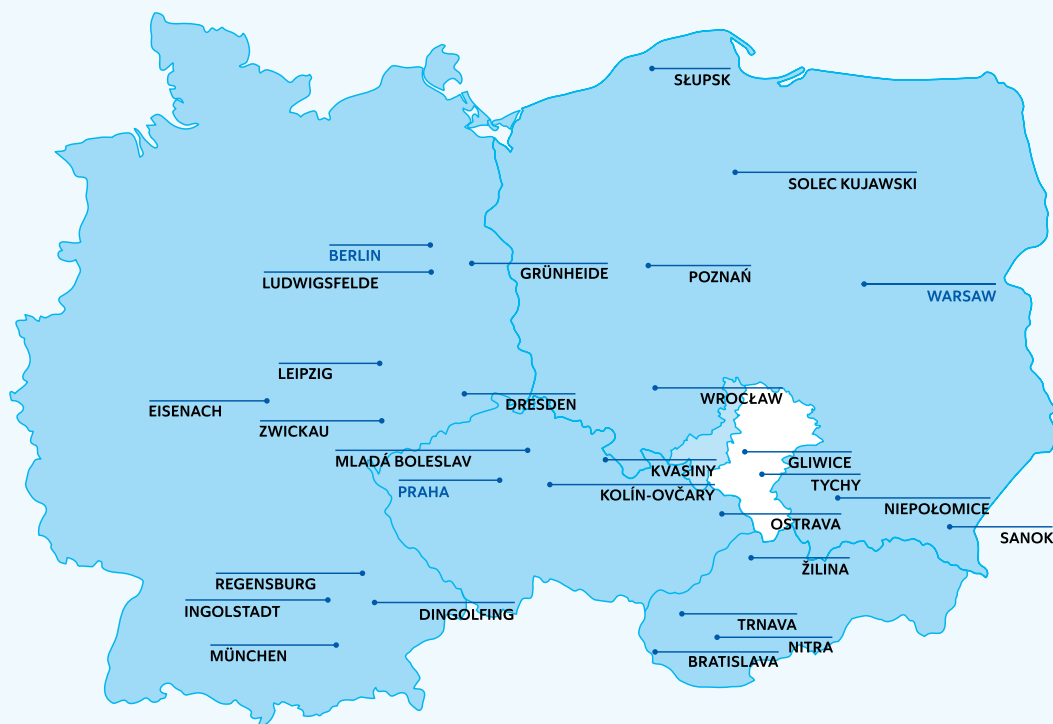 SŁUPSK
SOLEC KUJAWSKI
BERLIN
GRÜNHEIDE
POZNAŃ
LUDWIGSFELDE
WARSAW
LEIPZIG
WROCŁAW
DRESDEN
EISENACH
ZWICKAU
MLADÁ BOLESLAV
GLIWICE
KVASINY
TYCHY
PRAHA
KOLÍN-OVČARY
NIEPOŁOMICE
OSTRAVA
SANOK
ŽILINA
REGENSBURG
INGOLSTADT
DINGOLFING
TRNAVA
NITRA
MÜNCHEN
BRATISLAVA